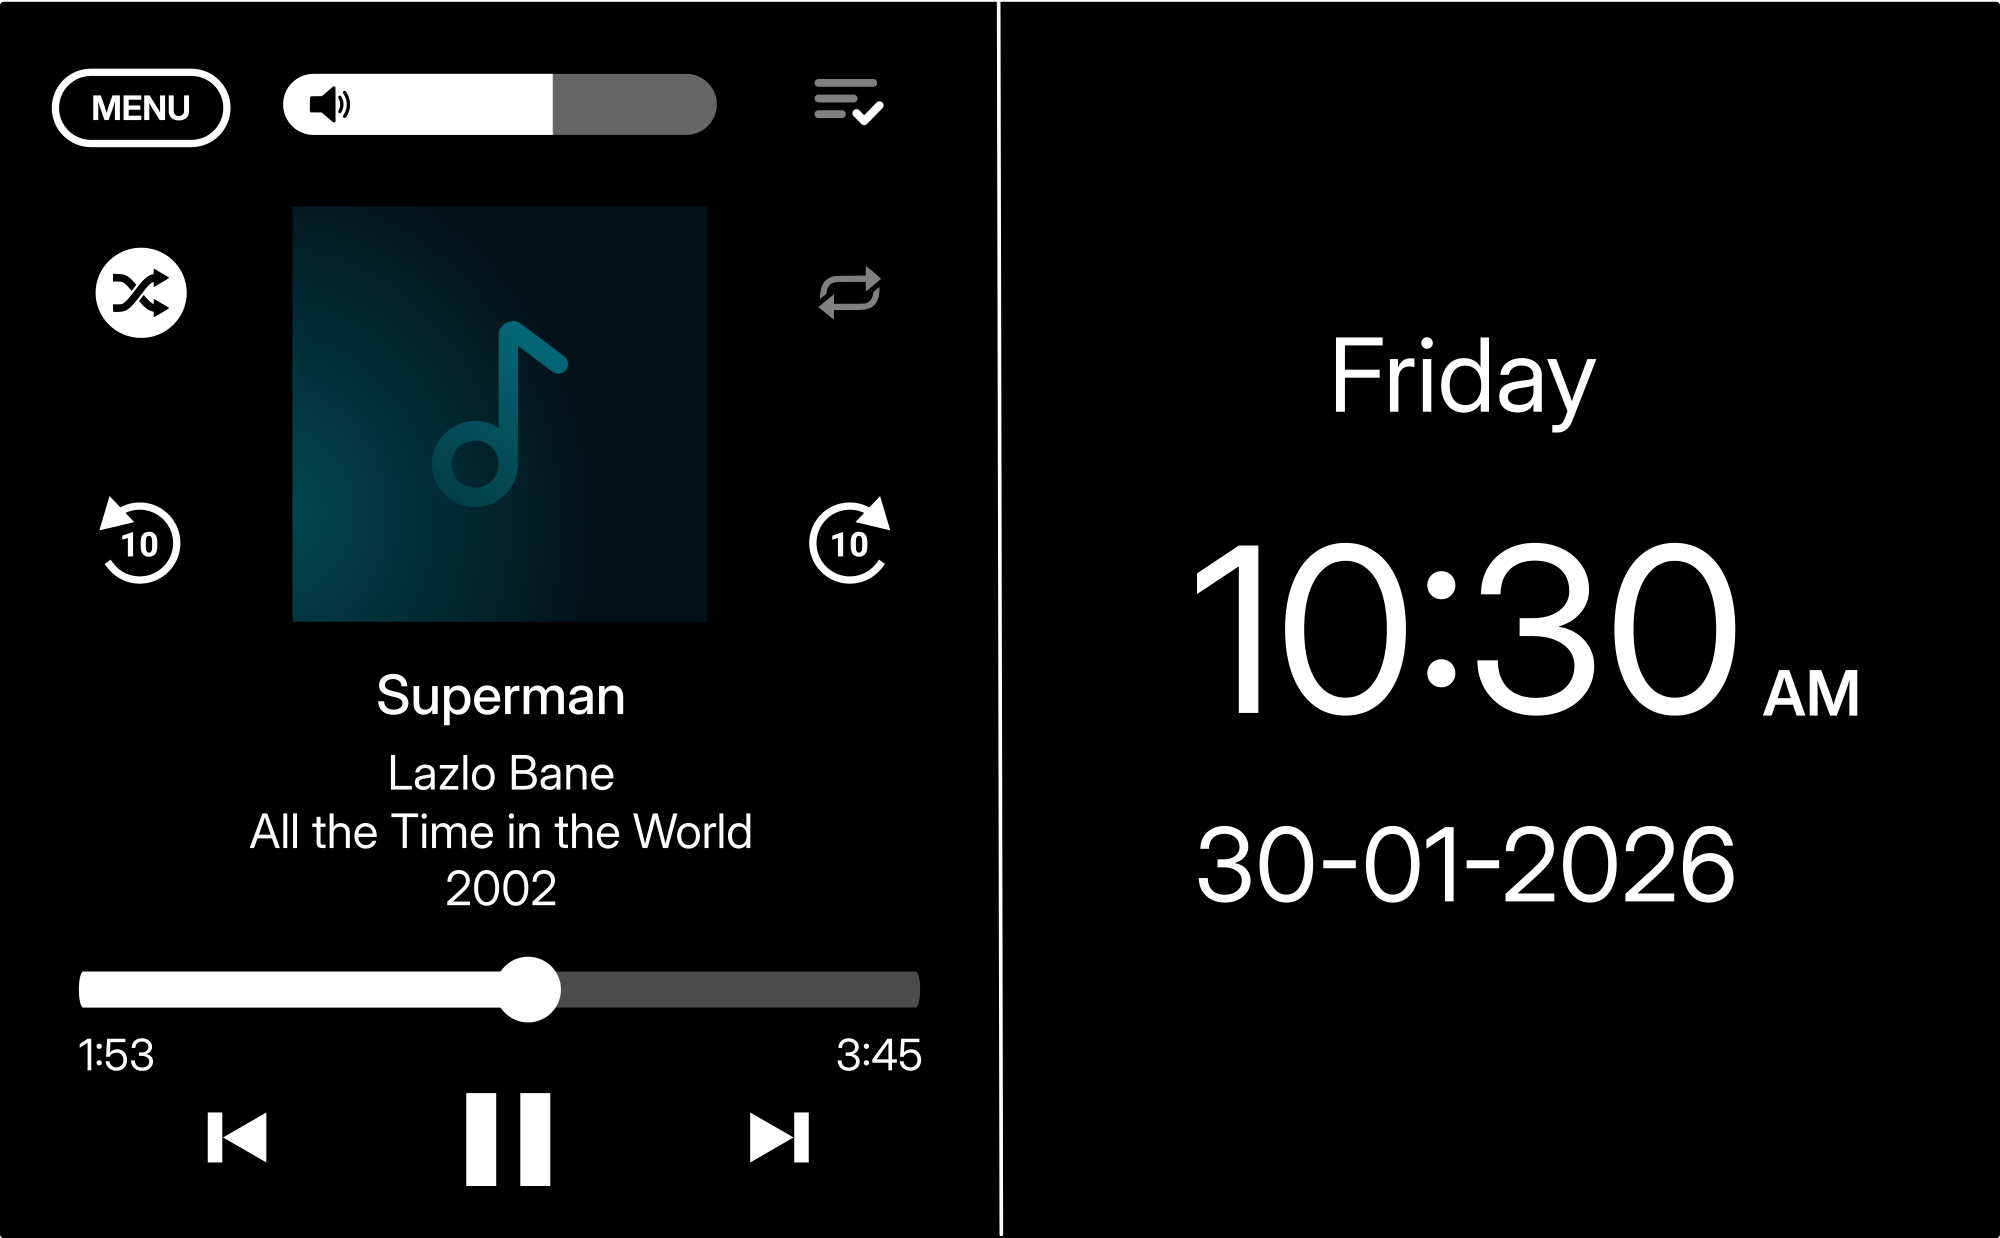 MENU
10
10
Superman
Lazlo Bane
All the Time in the World
2002
1:53
3:45
Friday
10:30 AM
30-01-2026